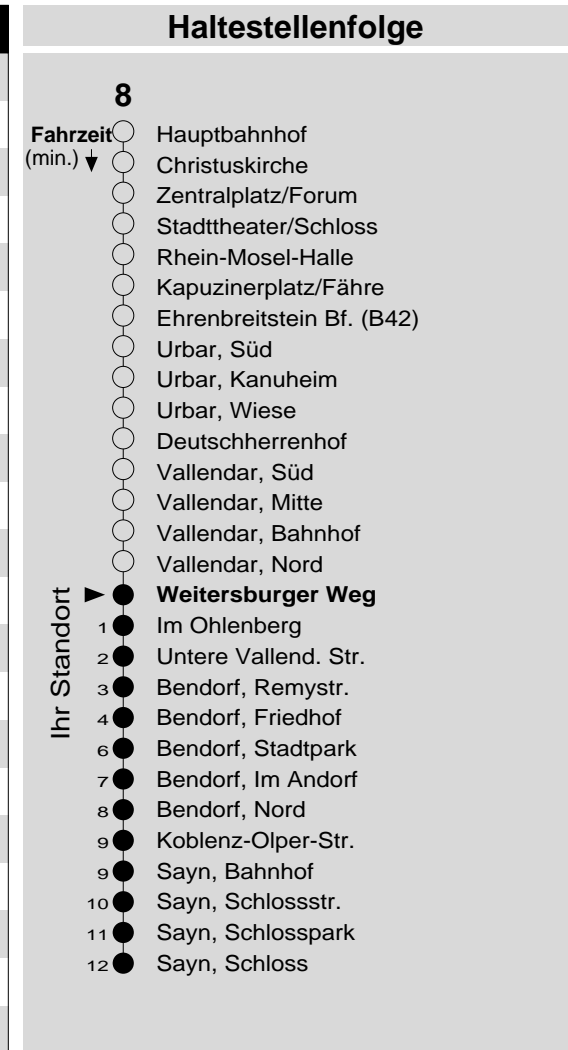 Haltestellenfolge
8
Fahrzeit Hauptbahnhof
(min.) Christuskirche
Zentralplatz/Forum
Stadttheater/Schloss
Rhein-Mosel-Halle
Kapuzinerplatz/Fähre
Ehrenbreitstein Bf. (B42)
Urbar, Süd
Urbar, Kanuheim
Urbar, Wiese
Deutschherrenhof
Vallendar, Süd
Vallendar, Mitte
Vallendar, Bahnhof
Vallendar, Nord
Ihr Standort
Weitersburger Weg
1 Im Ohlenberg
2 Untere Vallend. Str.
3 Bendorf, Remystr.
4 Bendorf, Friedhof
6 Bendorf, Stadtpark
7 Bendorf, Im Andorf
8 Bendorf, Nord
9 Koblenz-Olper-Str.
9 Sayn, Bahnhof
10 Sayn, Schlossstr.
11 Sayn, Schlosspark
12 Sayn, Schloss